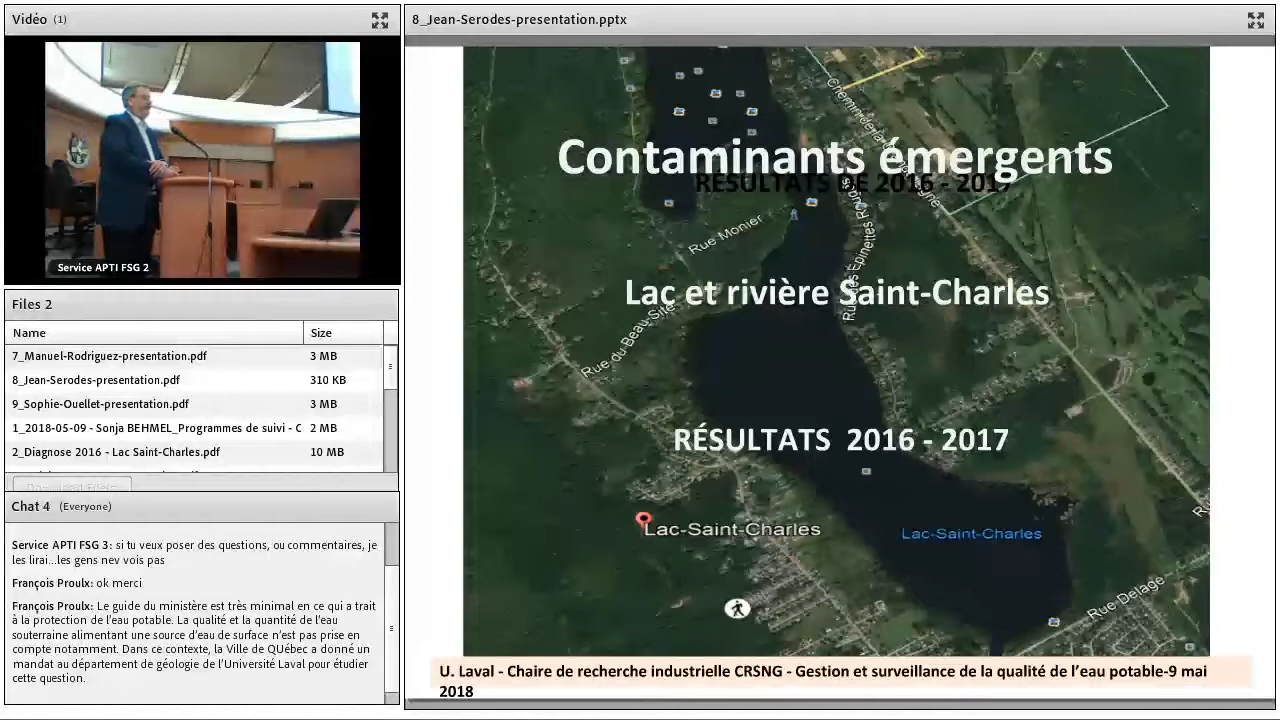 Vidéo (1)
Service APTI FSG 2
Files 2
Name Size
7_Manuel-Rodriguez-presentation.pdf 3 MB
8_Jean-Serodes-presentation.pdf 310 KB
9_Sophie-Ouellet-presentation.pdf 3 MB
1_2018-05-09 - Sonja BEHMEL_Programmes de suivi - C 2 MB
2_Diagnose 2016 - Lac Saint-Charles.pdf 10 MB
Chat 4 (Everyone)
Service APTI FSG 3: si tu veux poser des questions, ou commentaires, je
les lirai...les gens nev vois pas
François Proulx: ok merci
François Proulx: Le guide du ministère est très minimal en ce qui a trait
à la protection de l'eau potable. La qualité et la quantité de l'eau
souterraine alimentant une source d'eau de surface n'est pas prise en
compte notamment. Dans ce contexte, la Ville de QUébec a donné un
mandat au département de géologie de l'Université Laval pour étudier
cette question.
8_Jean-Serodes-presentation.pptx
Contaminants émergents
RÉSULTATS DE 2016 - 2017
Rue Monier
Lac et rivière Saint-Charles
Rue du Beau-Site
RÉSULTATS 2016 - 2017
Lac-Saint-Charles
Lac-Saint-Charles
Rue Delage
U. Laval - Chaire de recherche industrielle CRSNG - Gestion et surveillance de la qualité de l’eau potable-9 mai
2018